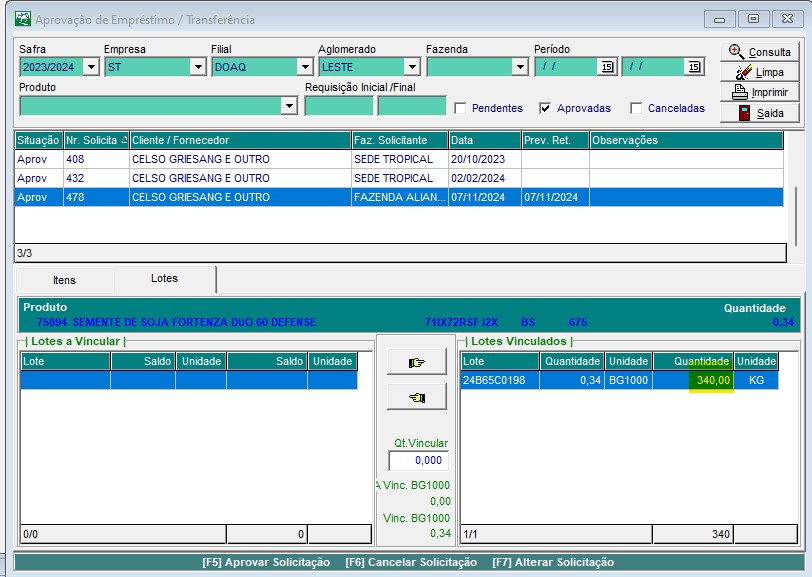 Aprovação de Empréstimo / Transferência
Safra Empresa Filial Aglomerado Fazenda Período
2023/2024 ST DOAQ LESTE / / 15 / / 15
Consulta
Limpa
Imprimir
Saida
Produto Requisição Inicial /Final
Pendentes Aprovadas Canceladas
Situação Nr. Solicita Cliente / Fornecedor Faz. Solicitante Data Prev. Ret. Observações
Aprov 408 CELSO GRIESANG E OUTRO SEDE TROPICAL 20/10/2023
Aprov 432 CELSO GRIESANG E OUTRO SEDE TROPICAL 02/02/2024
Aprov 478 CELSO GRIESANG E OUTRO FAZENDA ALIAN... 07/11/2024 07/11/2024
3/3
Itens Lotes
Produto Quantidade
75894 SEMENTE DE SOJA FORTENZA DUO 60 DEFENSE 71IX72RSF I2X BS 675 0,34
| Lotes a Vincular |
Lote Saldo Unidade Saldo Unidade
0/0 0
Qt.Vincular
0,000
A Vinc. BG1000
0,00
Vinc. BG1000
0,34
| Lotes Vinculados |
Lote Quantidade Unidade Quantidade Unidade
24B65C0198 0,34 BG1000 340,00 KG
1/1 340
[F5] Aprovar Solicitação [F6] Cancelar Solicitação [F7] Alterar Solicitação